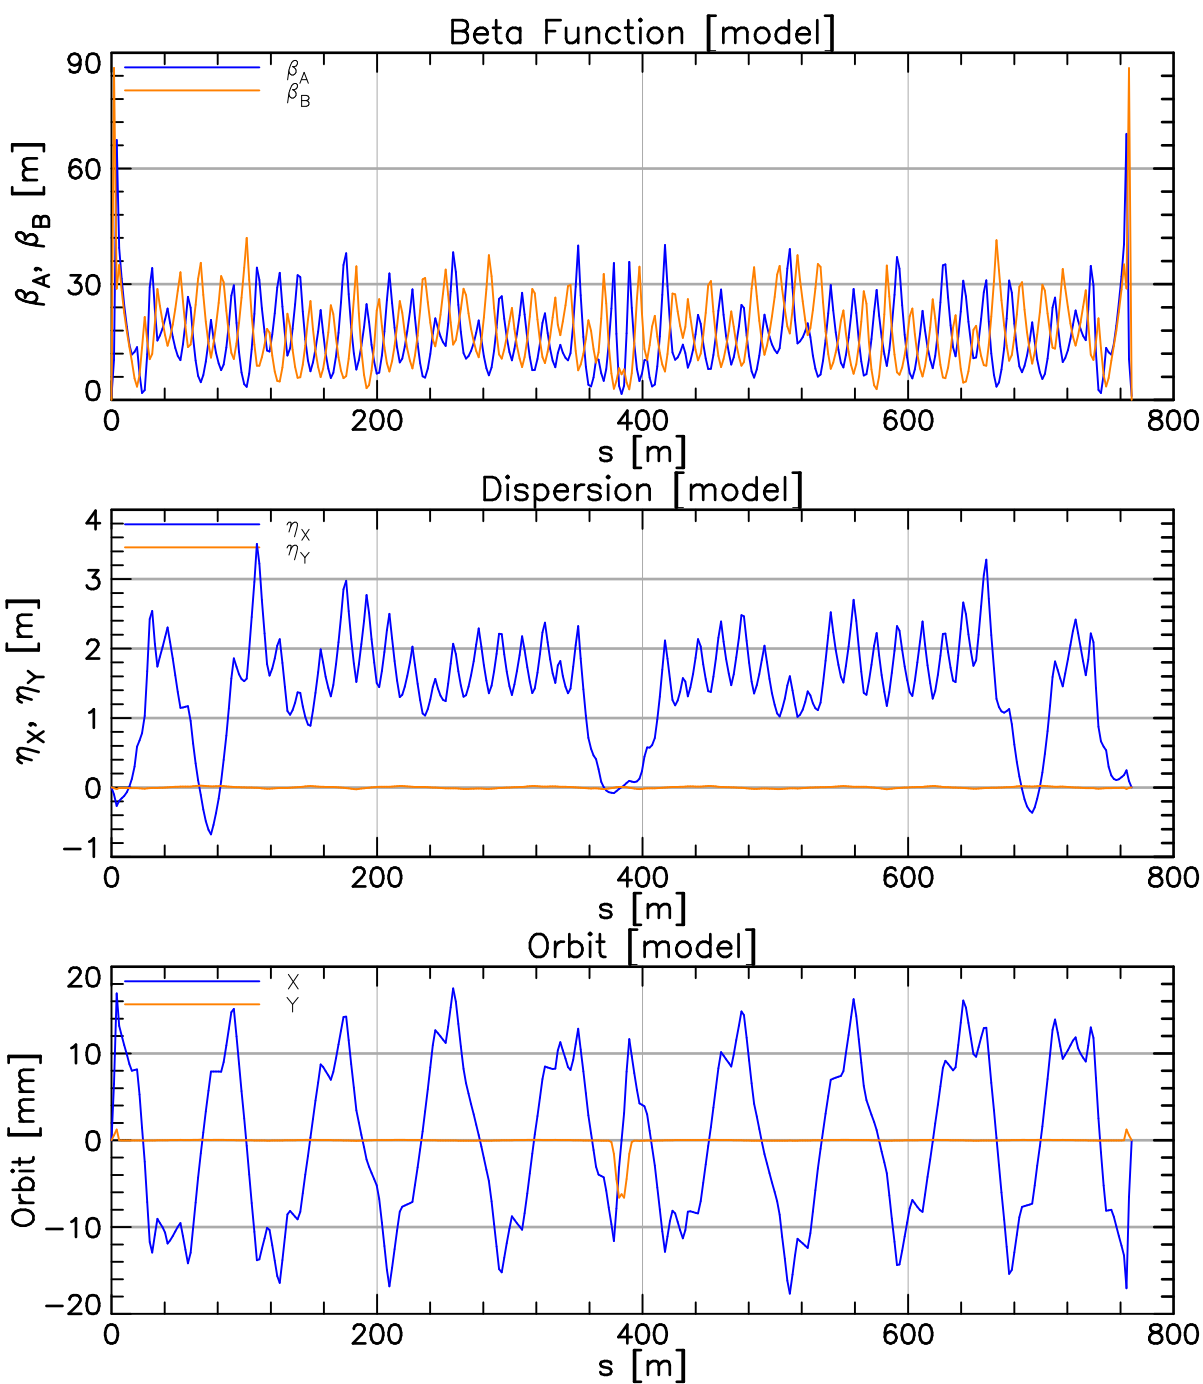 Beta Function [model]
90
60
30
0
β_A, β_B [m]
β_A
β_B
0 200 400 600 800
s [m]
Dispersion [model]
4
3
2
1
0
−1
η_X, η_Y [m]
η_X
η_Y
0 200 400 600 800
s [m]
Orbit [model]
20
10
0
−10
−20
Orbit [mm]
X
Y
0 200 400 600 800
s [m]